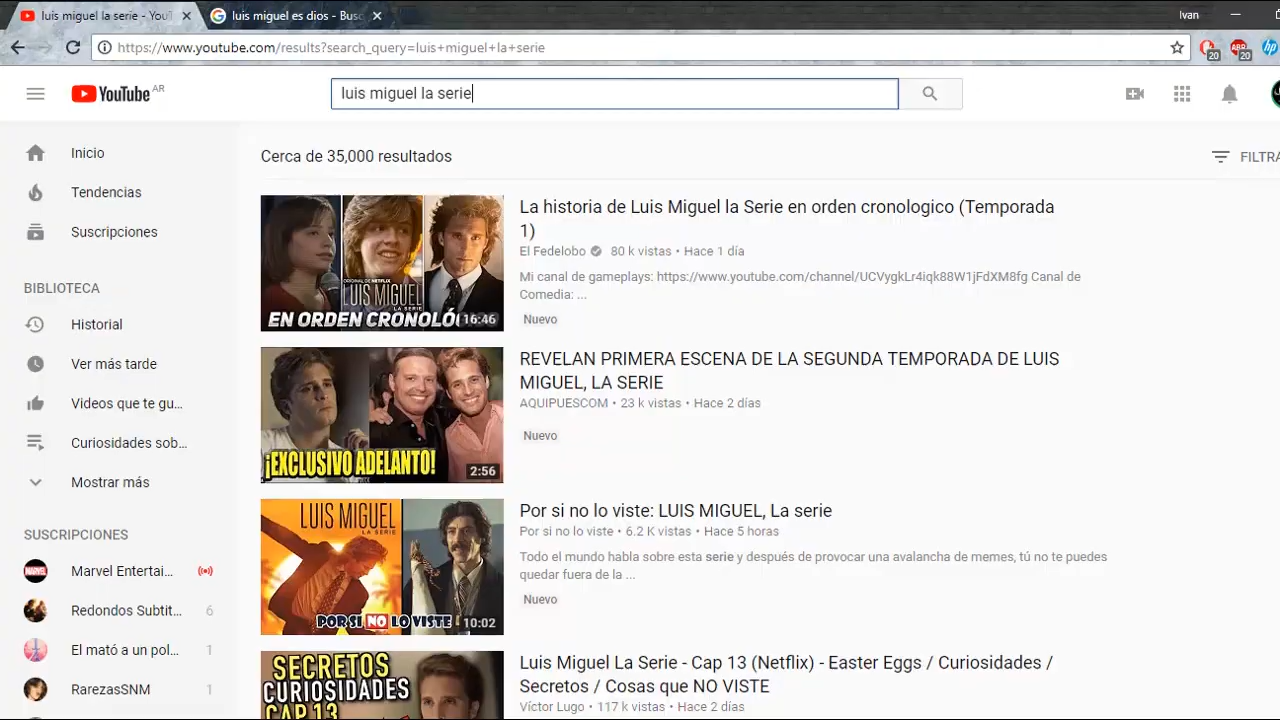 luis miguel la serie - YouT
luis miguel es dios - Busc
Ivan
https://www.youtube.com/results?search_query=luis+miguel+la+serie
20
20
YouTube AR
luis miguel la serie
Inicio
Tendencias
Suscripciones
BIBLIOTECA
Historial
Ver más tarde
Videos que te gu...
Curiosidades sob...
Mostrar más
SUSCRIPCIONES
MARVEL
Marvel Entertai...
Redondos Subtit...
6
El mató a un pol...
1
RarezasSNM
1
Cerca de 35,000 resultados
FILTRA
LUIS MIGUEL
LA SERIE
EN ORDEN CRONOLÓ
16:46
La historia de Luis Miguel la Serie en orden cronologico (Temporada
1)
El Fedelobo 80 k vistas • Hace 1 día
Mi canal de gameplays: https://www.youtube.com/channel/UCVygkLr4iqk88W1jFdXM8fg Canal de
Comedia: ...
Nuevo
¡EXCLUSIVO ADELANTO!
2:56
REVELAN PRIMERA ESCENA DE LA SEGUNDA TEMPORADA DE LUIS
MIGUEL, LA SERIE
AQUIPUESCOM • 23 k vistas • Hace 2 días
Nuevo
LUIS MIGUEL
LA SERIE
POR SI NO LO VISTE
10:02
Por si no lo viste: LUIS MIGUEL, La serie
Por si no lo viste • 6.2 K vistas • Hace 5 horas
Todo el mundo habla sobre esta serie y después de provocar una avalancha de memes, tú no te puedes
quedar fuera de la ...
Nuevo
SECRETOS
CURIOSIDADES
CAP 13
Luis Miguel La Serie - Cap 13 (Netflix) - Easter Eggs / Curiosidades /
Secretos / Cosas que NO VISTE
Víctor Lugo • 117 k vistas • Hace 2 días